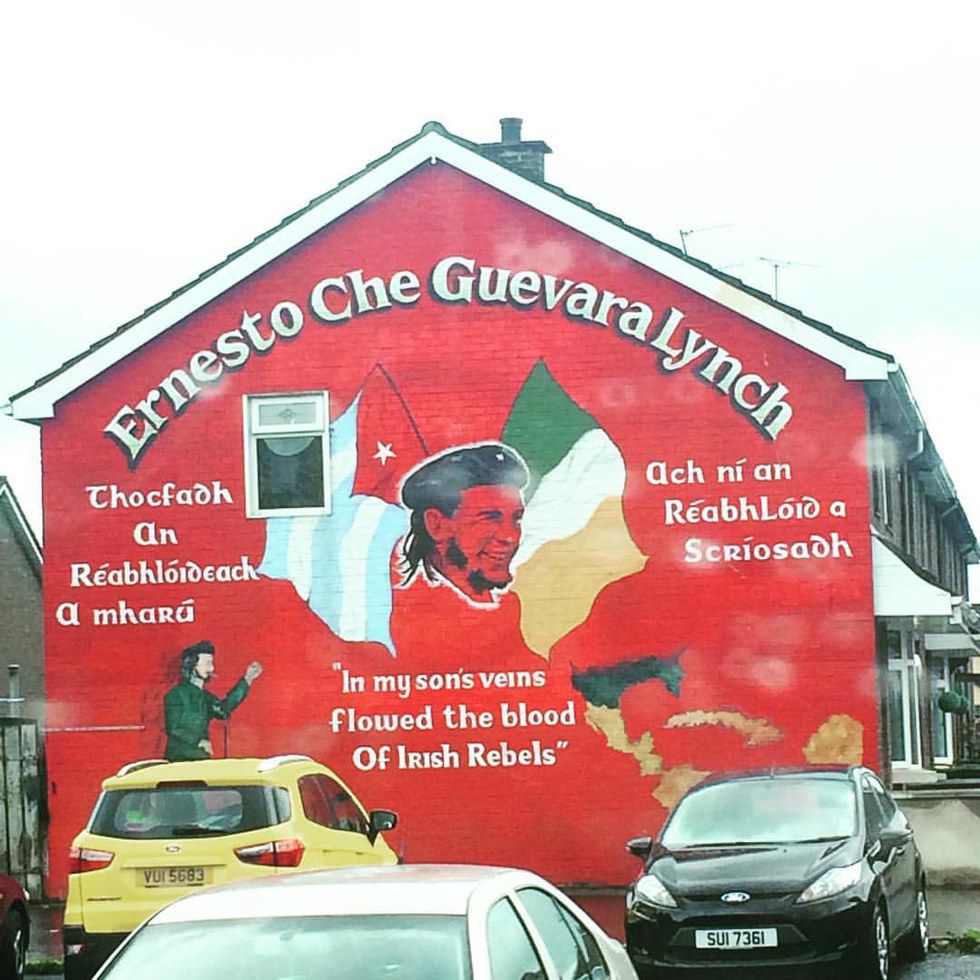 Ernesto Che Guevara Lynch
Thocfadh
An
Réabhlóideach
A mharú
Ach ní an
Réabhlóid a
Scríosadh
"In my son's veins
flowed the blood
Of Irish Rebels"
VUI 5683
SUI 7361
Ford